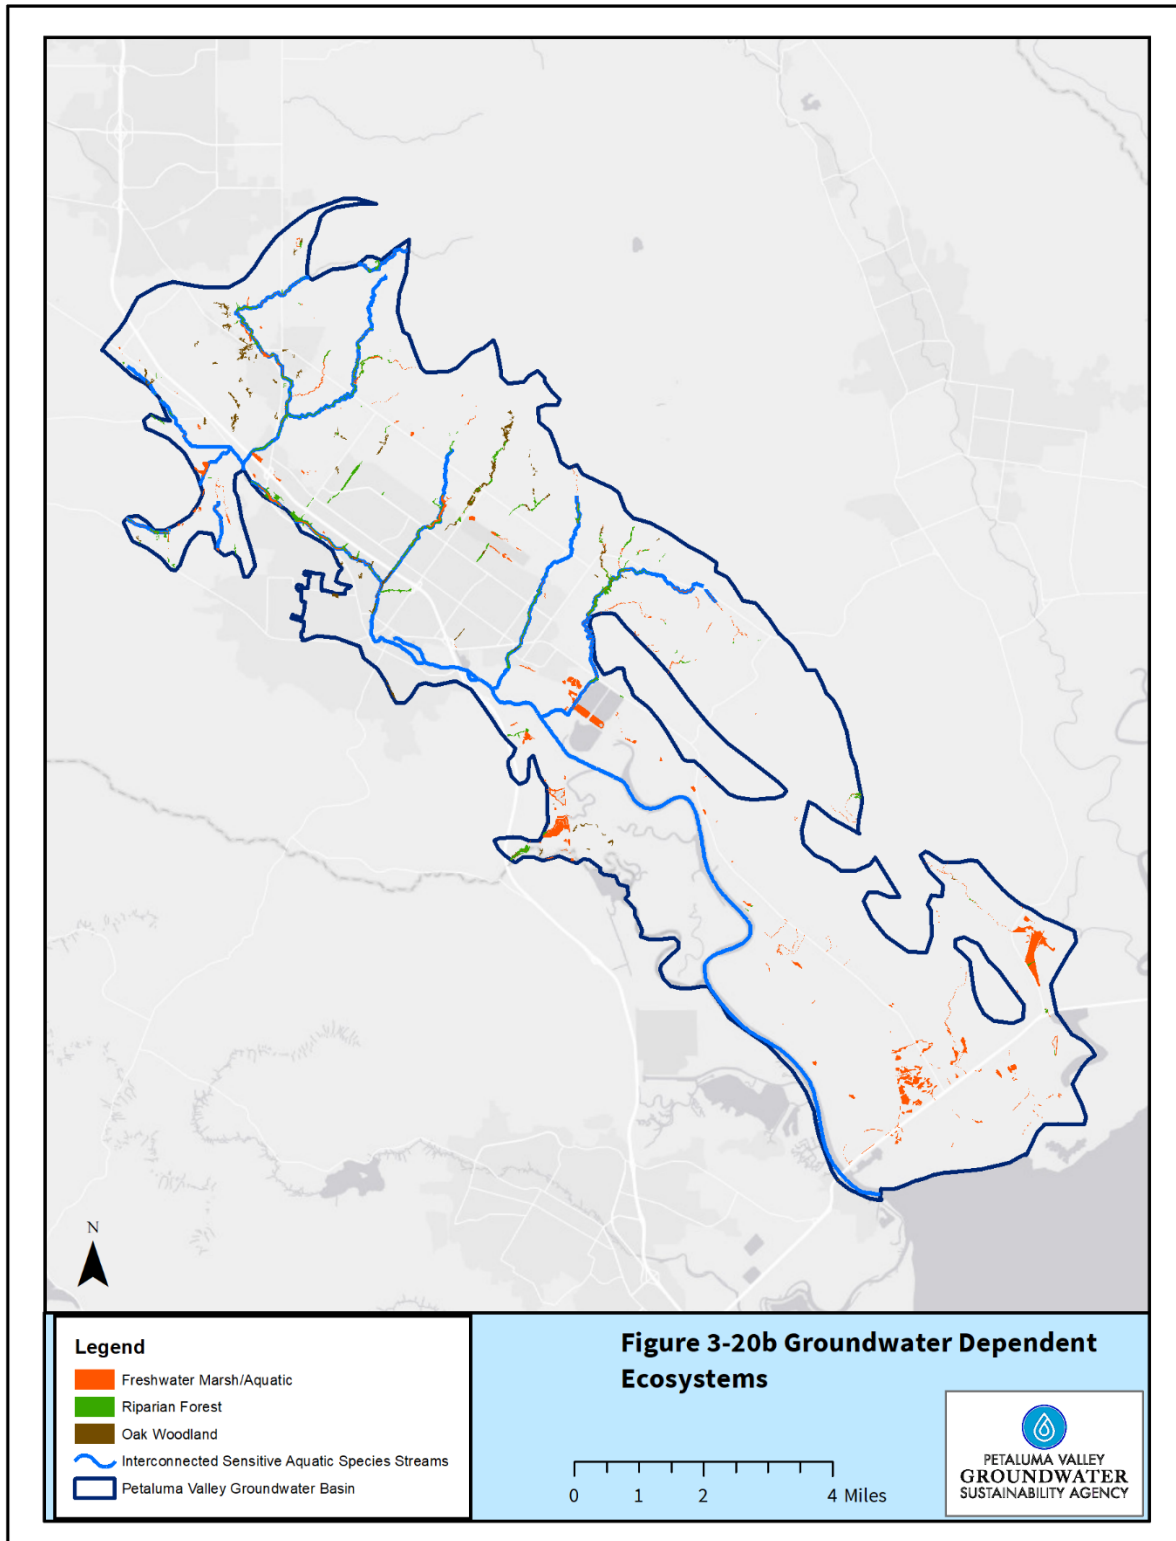 N
Legend
Freshwater Marsh/Aquatic
Riparian Forest
Oak Woodland
Interconnected Sensitive Aquatic Species Streams
Petaluma Valley Groundwater Basin
Figure 3-20b Groundwater Dependent
Ecosystems
0 1 2 4 Miles
PETALUMA VALLEY
GROUNDWATER
SUSTAINABILITY AGENCY